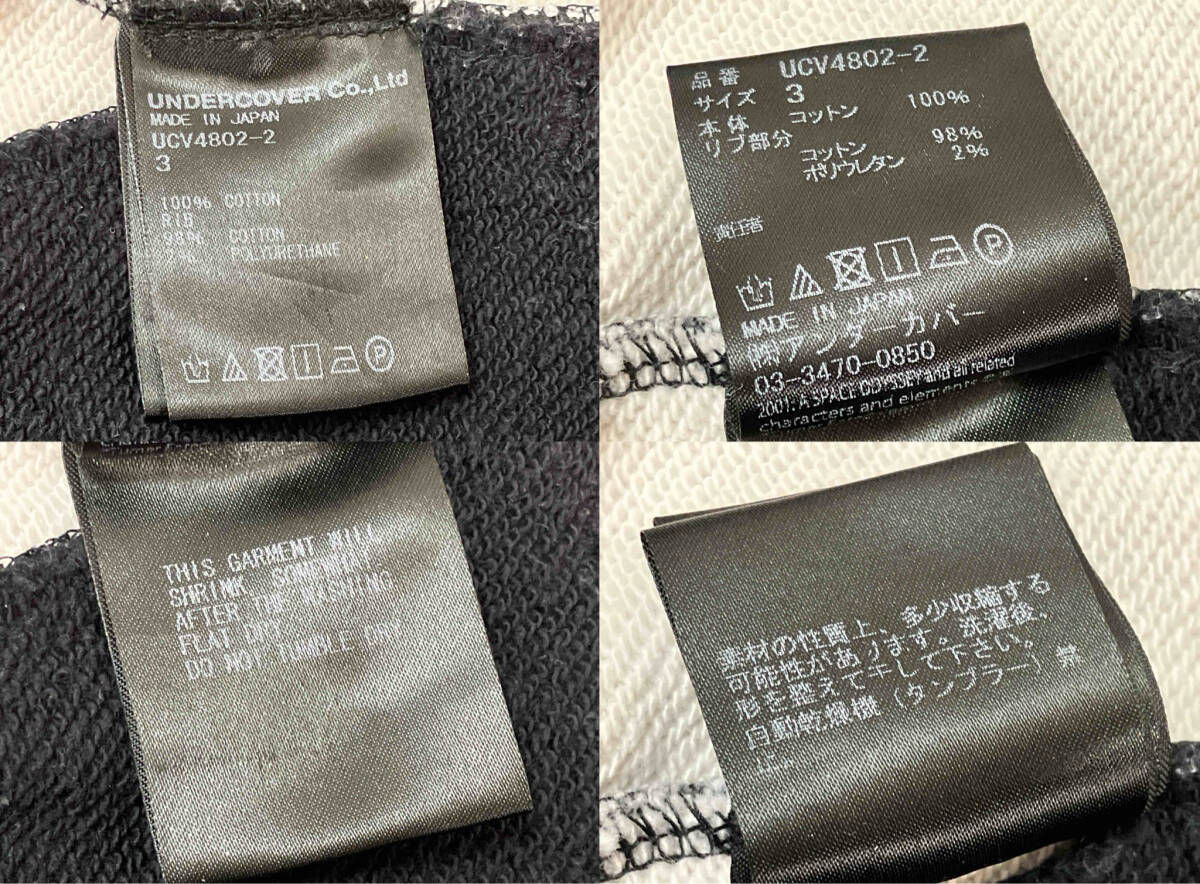 UNDERCOVER Co.,Ltd
MADE IN JAPAN
UCV4802-2
3
100% COTTON
RIB
98% COTTON
2% POLYURETHANE
P
品番 UCV4802-2
サイズ 3
本体 コットン 100%
リブ部分
コットン 98%
ポリウレタン 2%
責任者
P
MADE IN JAPAN
㈱アンダーカバー
03-3470-0850
2001: A SPACE ODYSSEY and all related
characters and elements
THIS GARMENT WILL
SHRINK SOMEWHAT
AFTER THE WASHING
FLAT DRY
DO NOT TUMBLE DRY
素材の性質上、多少収縮する
可能性があります。洗濯後、
形を整えて干して下さい。
自動乾燥機(タンブラー)禁
止